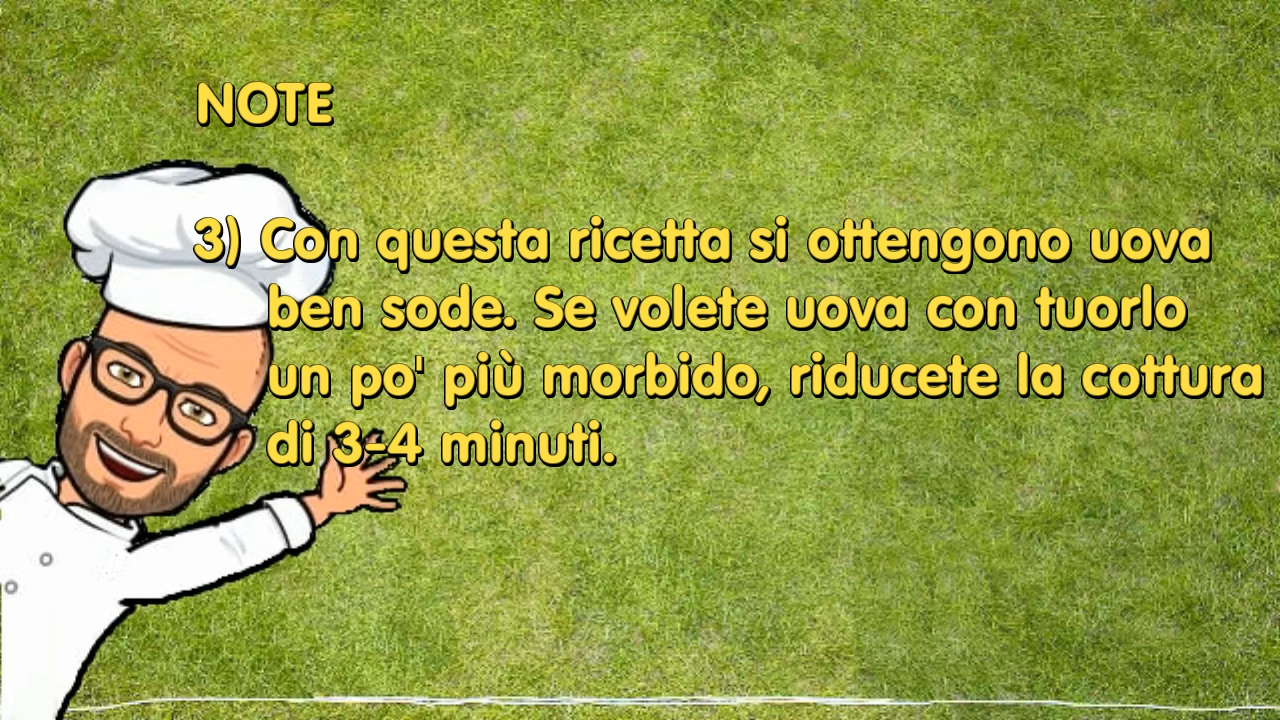 NOTE
3) Con questa ricetta si ottengono uova
ben sode. Se volete uova con tuorlo
un po' più morbido, riducete la cottura
di 3-4 minuti.